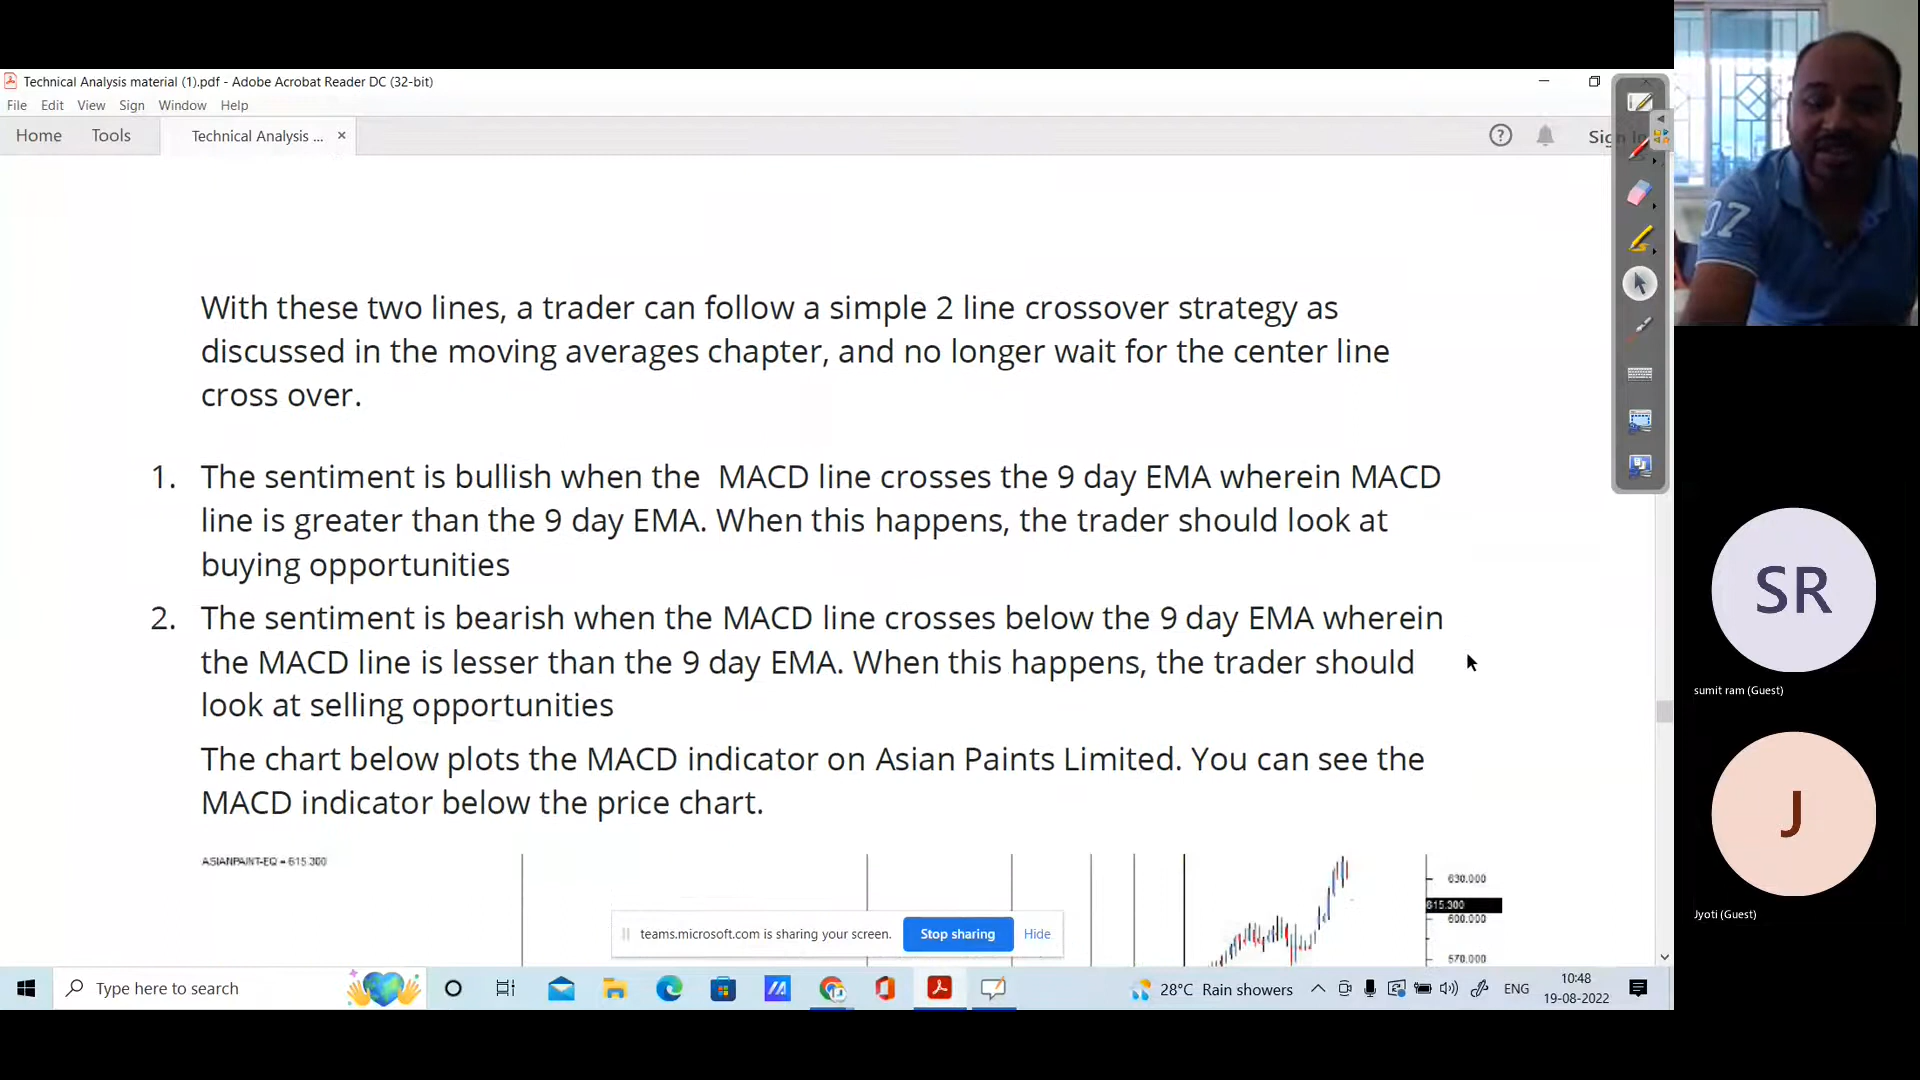 Technical Analysis material (1).pdf - Adobe Acrobat Reader DC (32-bit)
File Edit View Sign Window Help
Home Tools Technical Analysis ... × Sign In
With these two lines, a trader can follow a simple 2 line crossover strategy as
discussed in the moving averages chapter, and no longer wait for the center line
cross over.
1. The sentiment is bullish when the MACD line crosses the 9 day EMA wherein MACD
line is greater than the 9 day EMA. When this happens, the trader should look at
buying opportunities
2. The sentiment is bearish when the MACD line crosses below the 9 day EMA wherein
the MACD line is lesser than the 9 day EMA. When this happens, the trader should
look at selling opportunities
The chart below plots the MACD indicator on Asian Paints Limited. You can see the
MACD indicator below the price chart.
ASIANPAINT-EQ = 615.300
630.000
615.300
600.000
570.000
teams.microsoft.com is sharing your screen. Stop sharing Hide
Type here to search
28°C Rain showers ENG 10:48
19-08-2022
07
SR
sumit ram (Guest)
J
Jyoti (Guest)